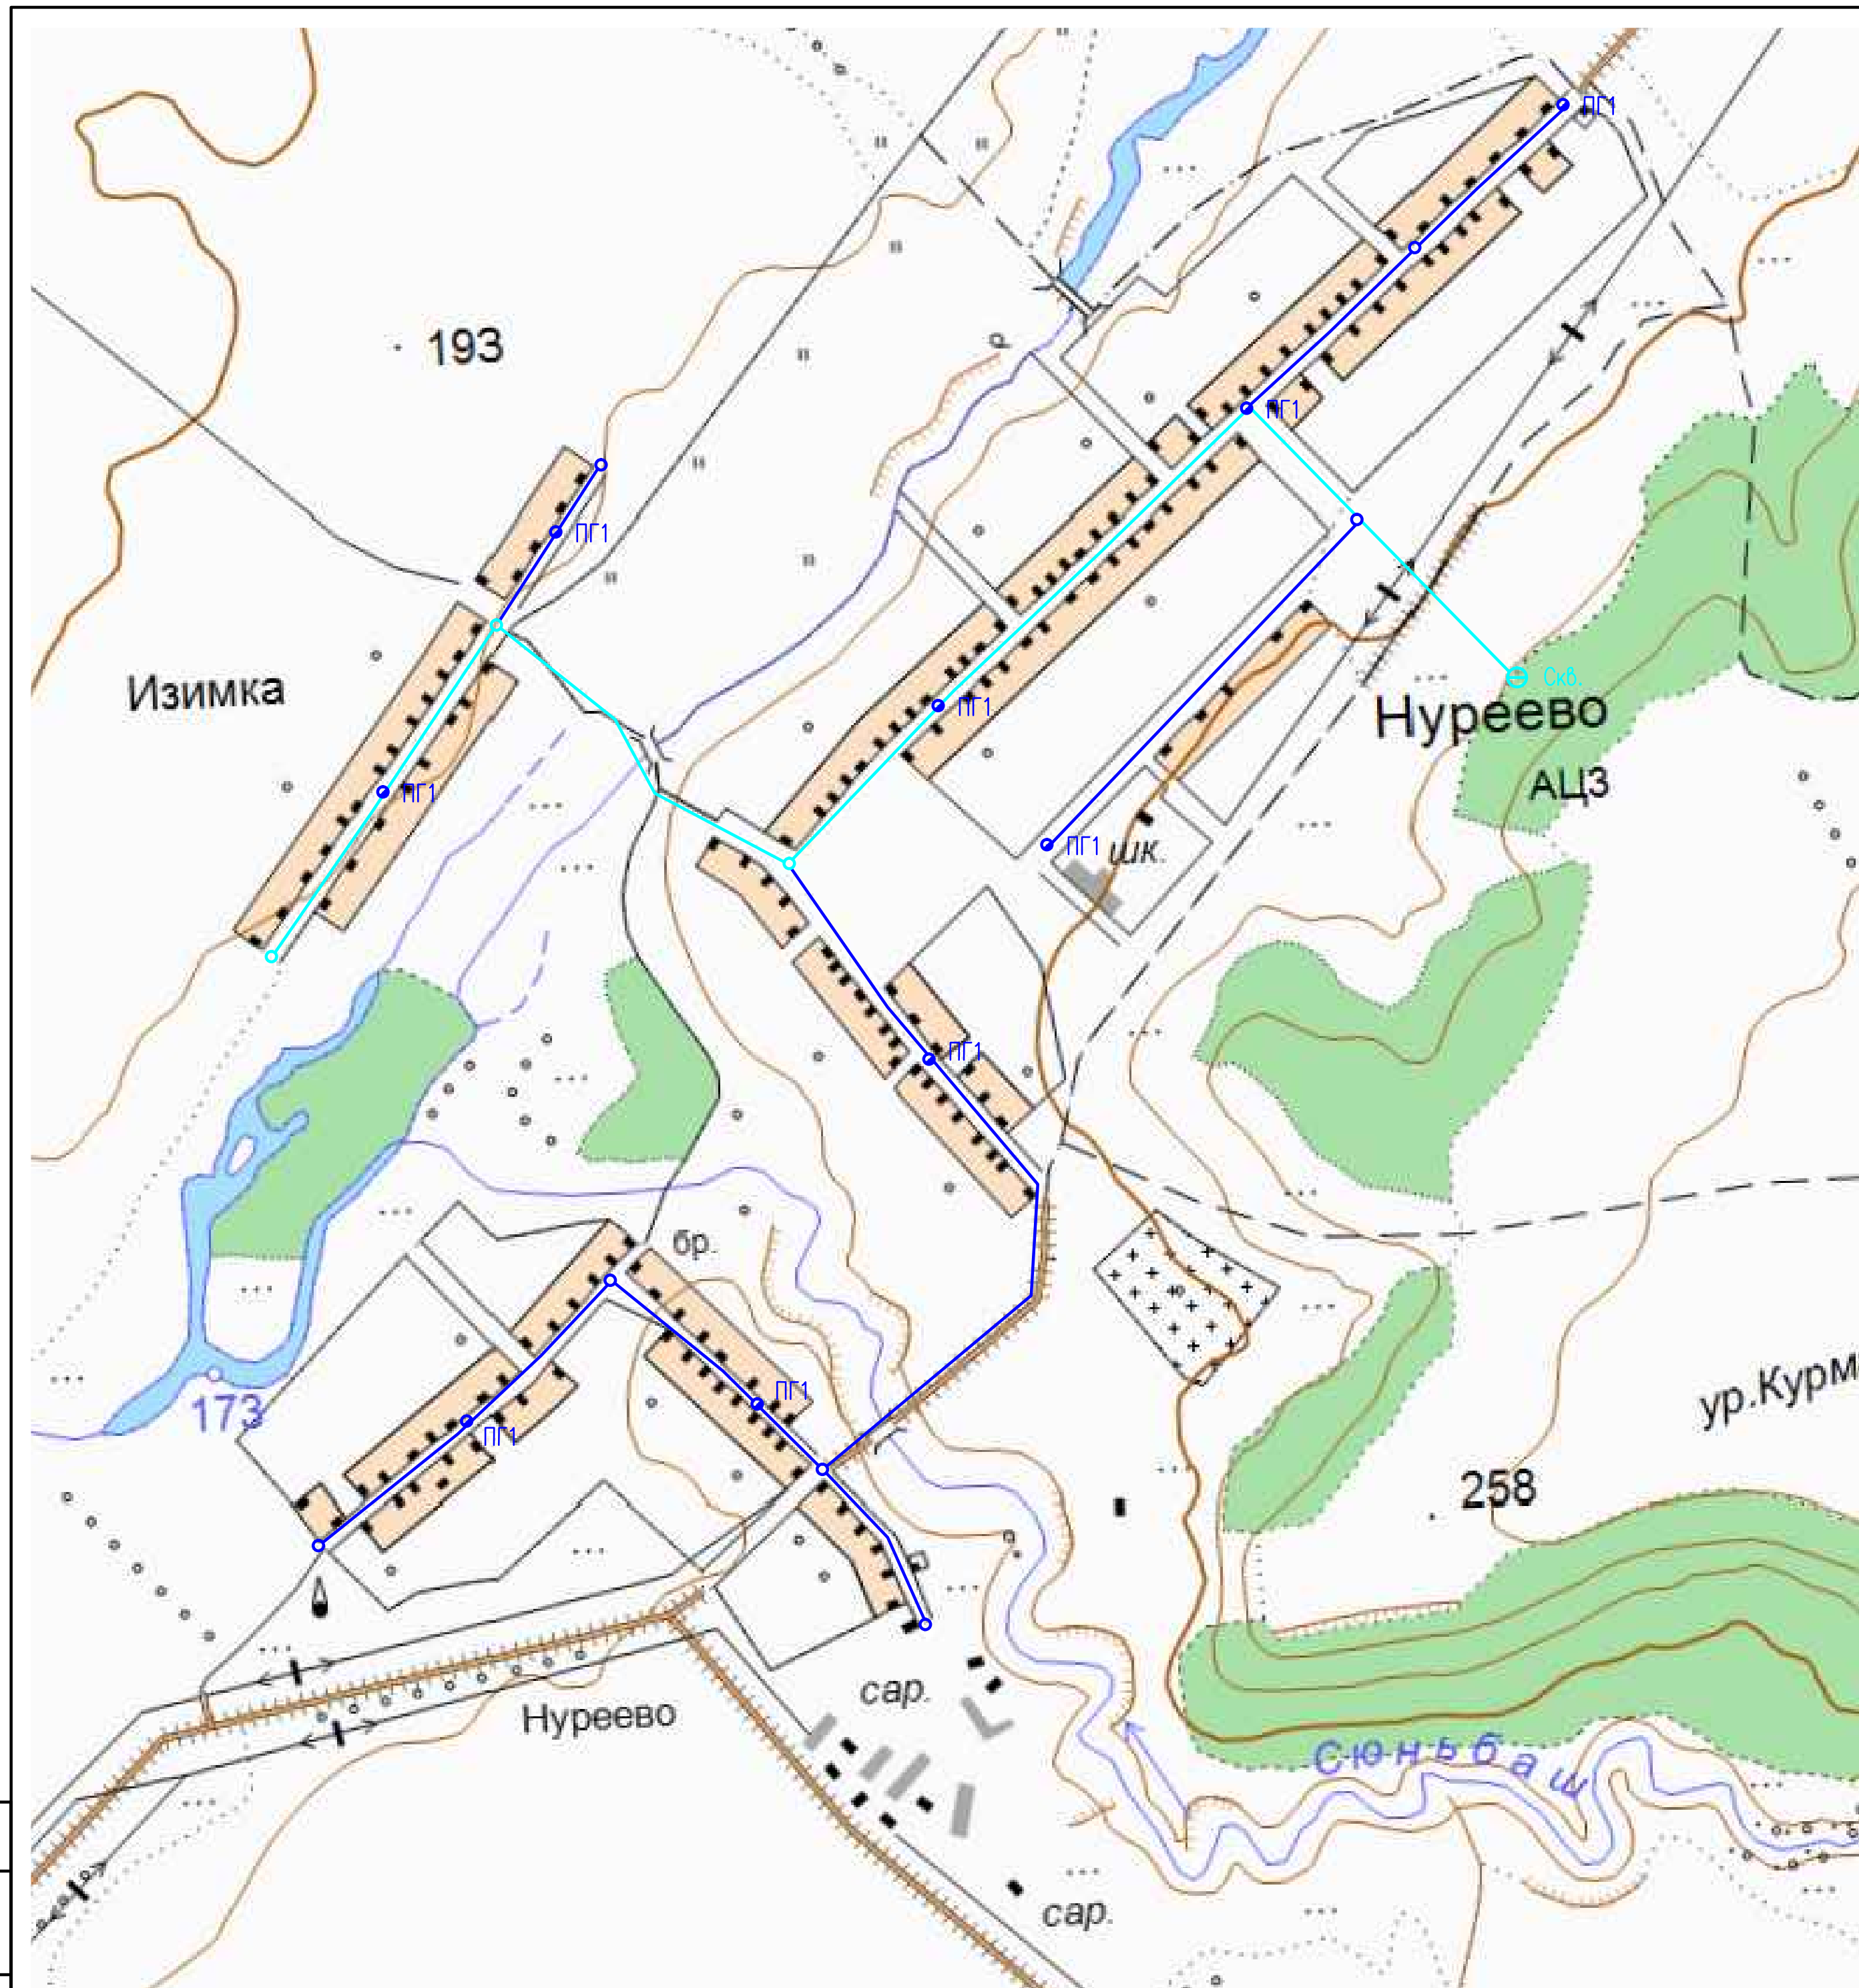 ПГ1
193
ПГ1
ПГ1
Изимка
Скв.
ПГ1
Нуреево
АЦЗ
ПГ1
ПГ1
шк.
ПГ1
бр.
173
ПГ1
ПГ1
ур.Курм
258
сар.
Нуреево
Сюньбаш
сар.